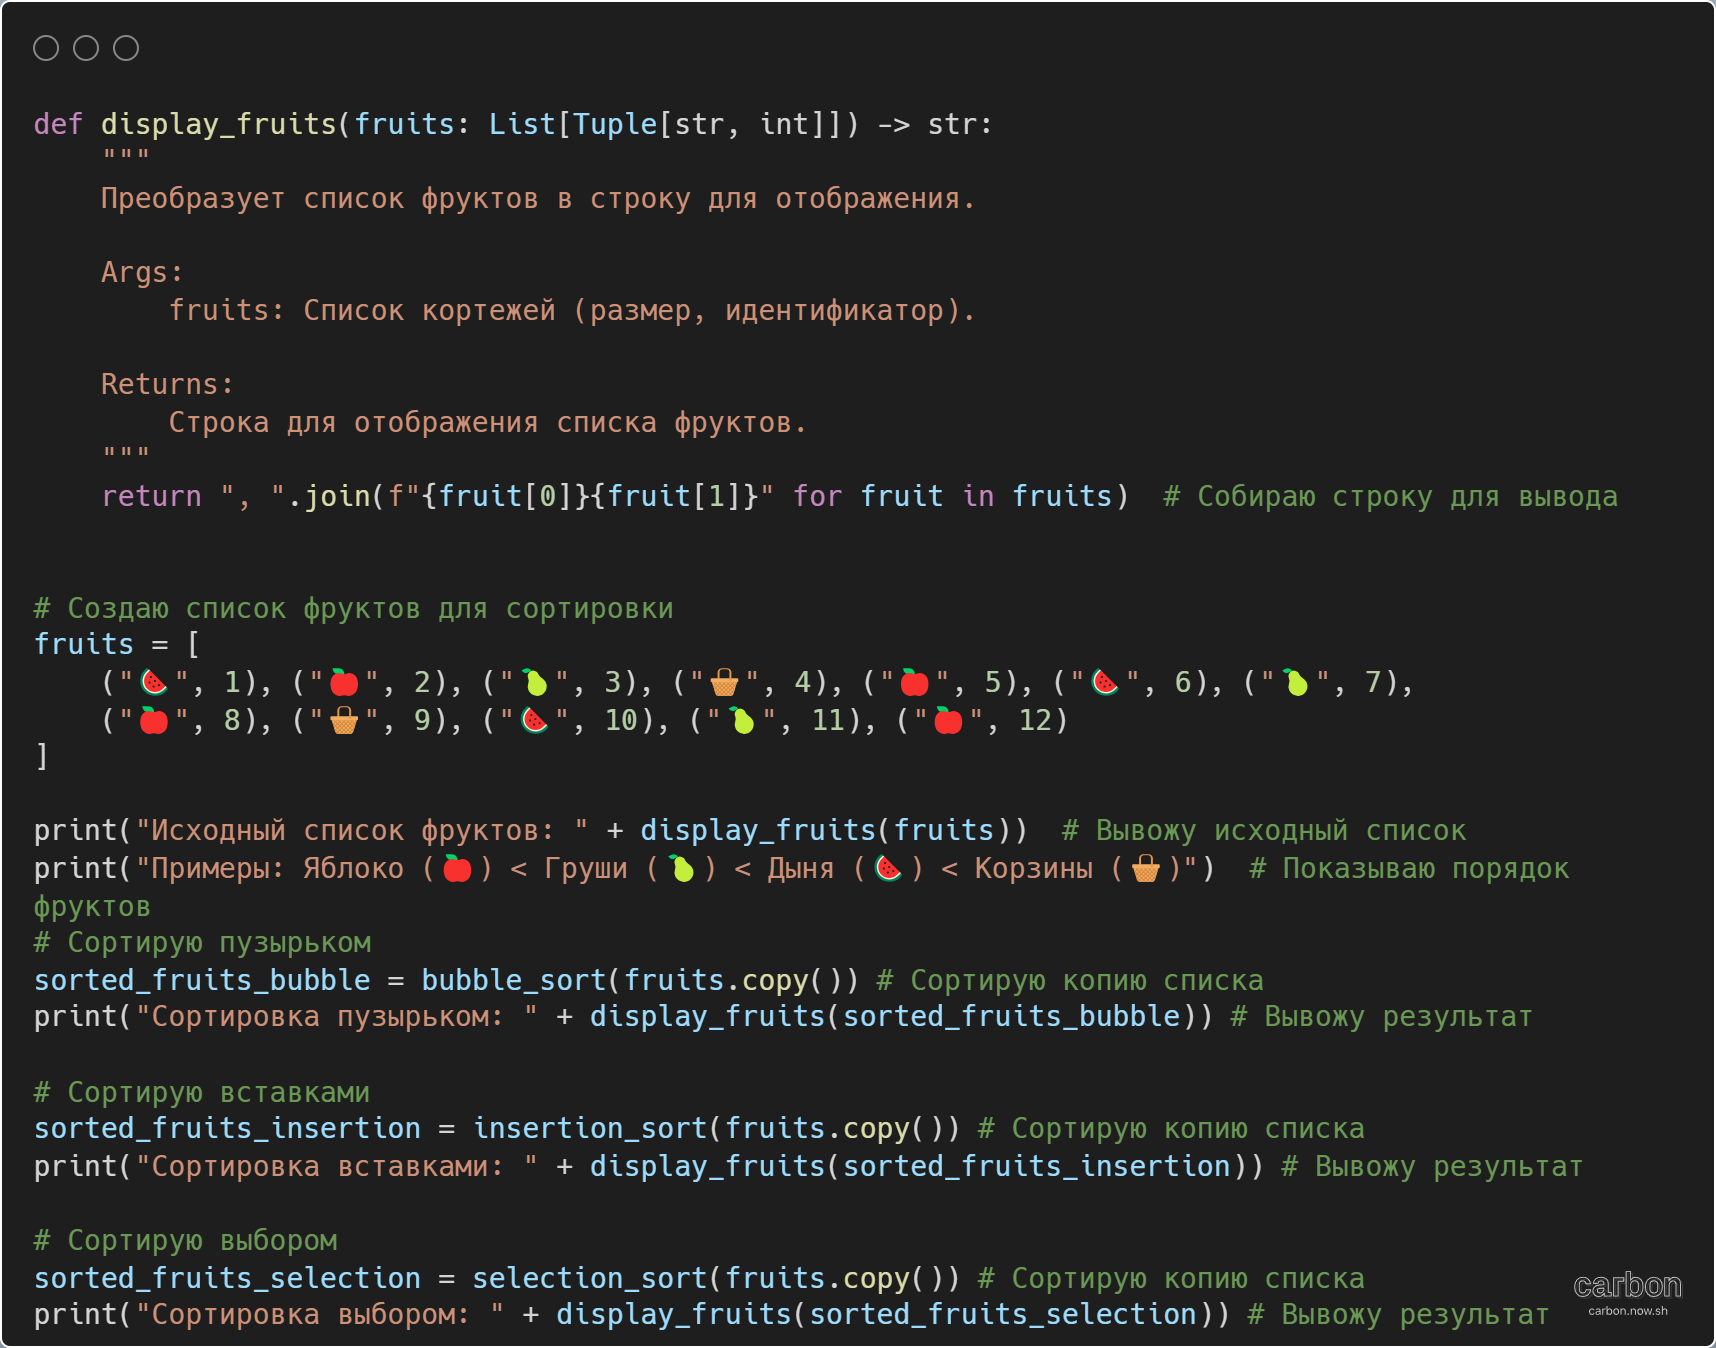 def display_fruits(fruits: List[Tuple[str, int]]) -> str:
    """
    Преобразует список фруктов в строку для отображения.

    Args:
        fruits: Список кортежей (размер, идентификатор).

    Returns:
        Строка для отображения списка фруктов.
    """
    return ", ".join(f"{fruit[0]}{fruit[1]}" for fruit in fruits)  # Собираю строку для вывода


# Создаю список фруктов для сортировки
fruits = [
    ("🍉", 1), ("🍎", 2), ("🍐", 3), ("🧺", 4), ("🍎", 5), ("🍉", 6), ("🍐", 7),
    ("🍎", 8), ("🧺", 9), ("🍉", 10), ("🍐", 11), ("🍎", 12)
]

print("Исходный список фруктов: " + display_fruits(fruits))  # Вывожу исходный список
print("Примеры: Яблоко (🍎) < Груши (🍐) < Дыня (🍉) < Корзины (🧺)")  # Показываю порядок
фруктов
# Сортирую пузырьком
sorted_fruits_bubble = bubble_sort(fruits.copy()) # Сортирую копию списка
print("Сортировка пузырьком: " + display_fruits(sorted_fruits_bubble)) # Вывожу результат

# Сортирую вставками
sorted_fruits_insertion = insertion_sort(fruits.copy()) # Сортирую копию списка
print("Сортировка вставками: " + display_fruits(sorted_fruits_insertion)) # Вывожу результат

# Сортирую выбором
sorted_fruits_selection = selection_sort(fruits.copy()) # Сортирую копию списка
print("Сортировка выбором: " + display_fruits(sorted_fruits_selection)) # Вывожу результат
carbon
carbon.now.sh